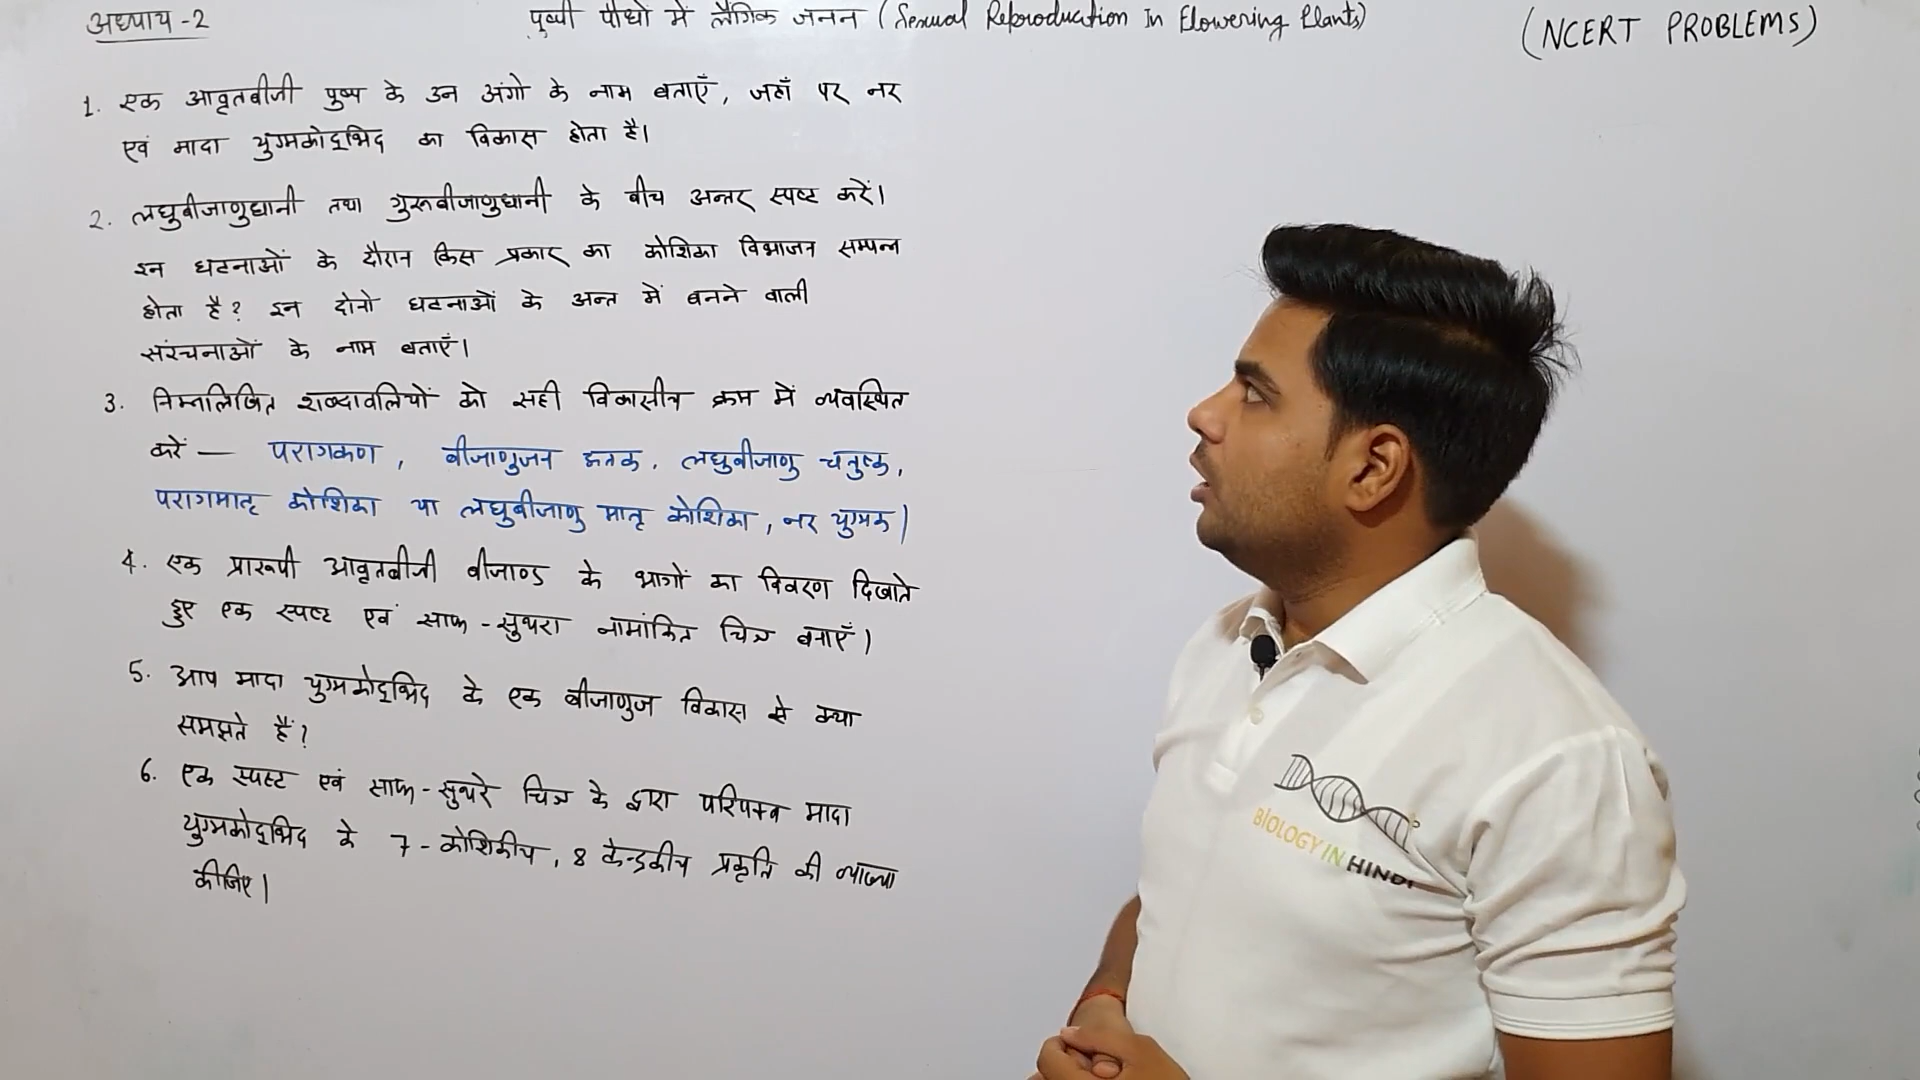 अध्याय -2
पुष्पी पौधों में लैंगिक जनन (Sexual Reproduction In Flowering Plants)
(NCERT PROBLEMS)
1. एक आवृतबीजी पुष्प के उन अंगो के नाम बताएँ, जहाँ पर नर
एवं मादा युग्मकोद्भिद का विकास होता है।
2. लघुबीजाणुधानी तथा गुरूबीजाणुधानी के बीच अन्तर स्पष्ट करें।
इन घटनाओं के दौरान किस प्रकार का कोशिका विभाजन सम्पन्न
होता है? इन दोनो घटनाओं के अन्त में बनने वाली
संरचनाओं के नाम बताएँ।
3. निम्नलिखित शब्दावलियों को सही विकासीय क्रम में व्यवस्थित
करें — परागकण, बीजाणुजन ऊतक, लघुबीजाणु चतुष्क,
परागमातृ कोशिका या लघुबीजाणु मातृ कोशिका, नर युग्मक।
4. एक प्रारूपी आवृतबीजी बीजाण्ड के भागों का विवरण दिखाते
हुए एक स्पष्ट एवं साफ-सुथरा नामांकित चित्र बनाएँ।
5. आप मादा युग्मकोद्भिद के एक बीजाणुज विकास से क्या
समझते हैं?
6. एक स्पष्ट एवं साफ-सुथरे चित्र के द्वारा परिपक्व मादा
युग्मकोद्भिद के 7-कोशिकीय, 8 केन्द्रकीय प्रकृति की व्याख्या
कीजिए।
BIOLOGY IN HINDI